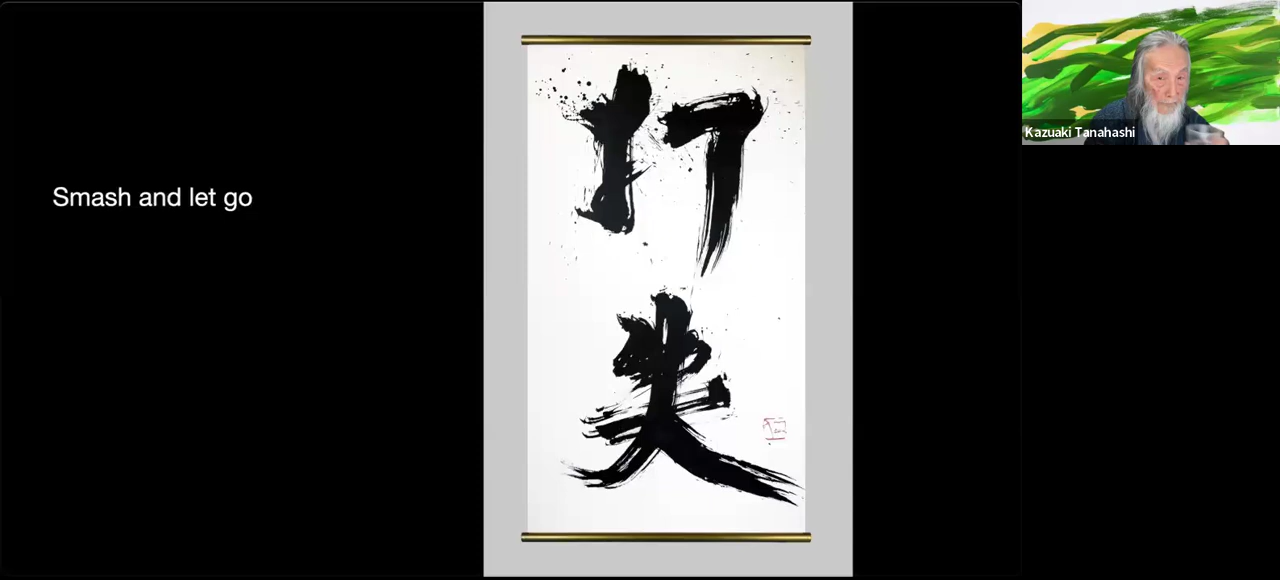 Smash and let go
打
失
Kazuaki Tanahashi